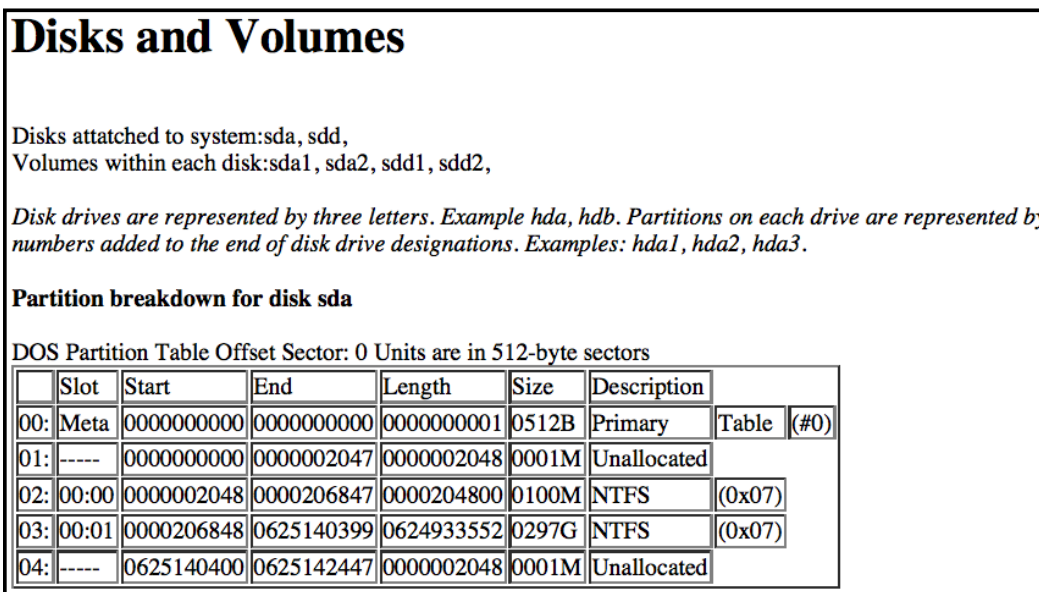 Disks and Volumes
Disks attatched to system:sda, sdd,
Volumes within each disk:sda1, sda2, sdd1, sdd2,
Disk drives are represented by three letters. Example hda, hdb. Partitions on each drive are represented by
numbers added to the end of disk drive designations. Examples: hda1, hda2, hda3.
Partition breakdown for disk sda
DOS Partition Table Offset Sector: 0 Units are in 512-byte sectors
Slot Start End Length Size Description
00: Meta 0000000000 0000000000 0000000001 0512B Primary Table (#0)
01: ----- 0000000000 0000002047 0000002048 0001M Unallocated
02: 00:00 0000002048 0000206847 0000204800 0100M NTFS (0x07)
03: 00:01 0000206848 0625140399 0624933552 0297G NTFS (0x07)
04: ----- 0625140400 0625142447 0000002048 0001M Unallocated